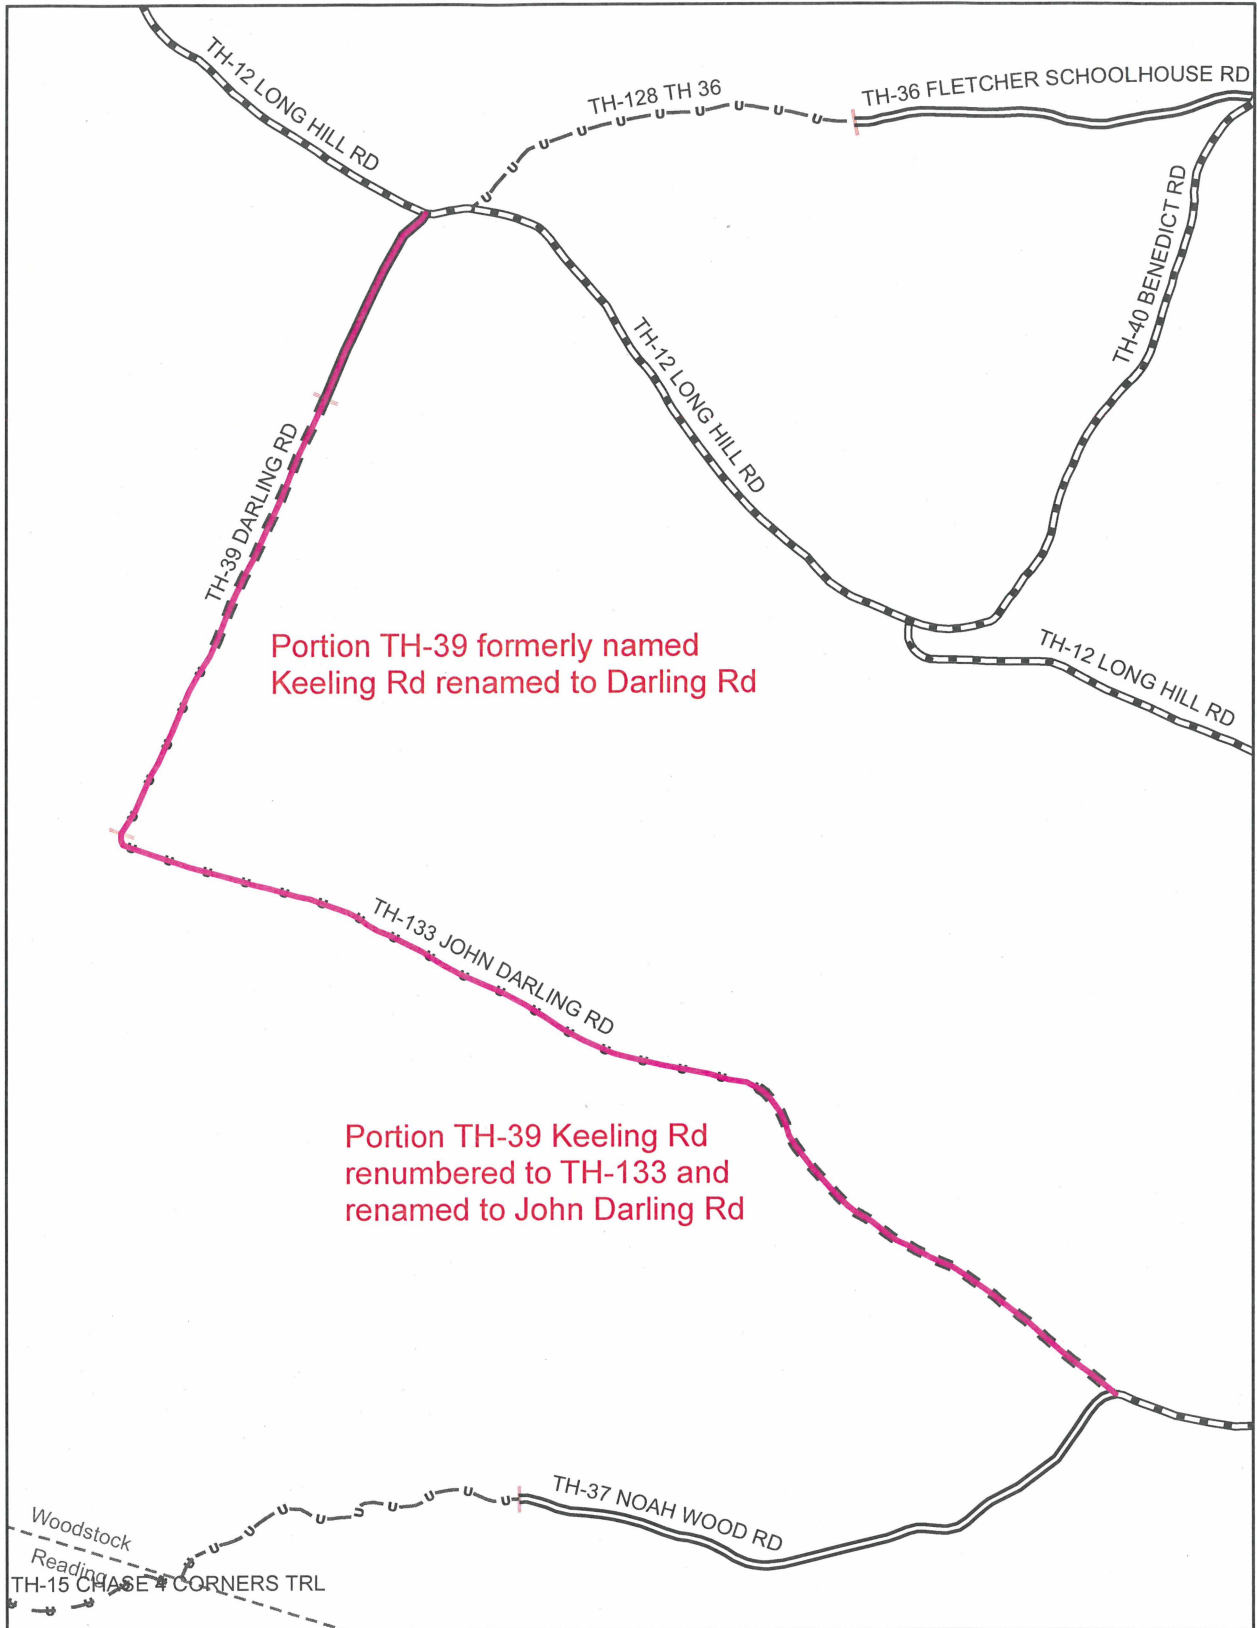 TH-12 LONG HILL RD
TH-128 TH 36
TH-36 FLETCHER SCHOOLHOUSE RD
TH-40 BENEDICT RD
TH-12 LONG HILL RD
TH-39 DARLING RD
Portion TH-39 formerly named
Keeling Rd renamed to Darling Rd
TH-12 LONG HILL RD
TH-133 JOHN DARLING RD
Portion TH-39 Keeling Rd
renumbered to TH-133 and
renamed to John Darling Rd
TH-37 NOAH WOOD RD
Woodstock
Reading
TH-15 CHASE 4 CORNERS TRL